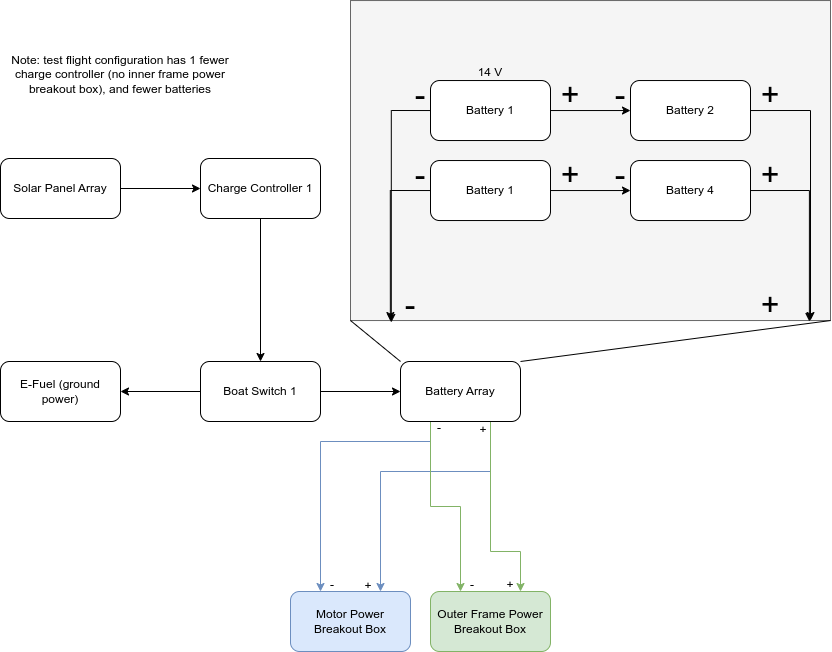 Note: test flight configuration has 1 fewer
charge controller (no inner frame power
breakout box), and fewer batteries
14 V
- Battery 1 + - Battery 2 +
- Battery 1 + - Battery 4 +
- +
Solar Panel Array
Charge Controller 1
E-Fuel (ground
power)
Boat Switch 1
Battery Array
- +
- +
- +
Motor Power
Breakout Box
Outer Frame Power
Breakout Box